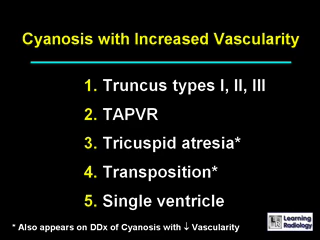 Cyanosis with Increased Vascularity
1. Truncus types I, II, III
2. TAPVR
3. Tricuspid atresia*
4. Transposition*
5. Single ventricle
* Also appears on DDx of Cyanosis with ↓ Vascularity
Learning
Radiology